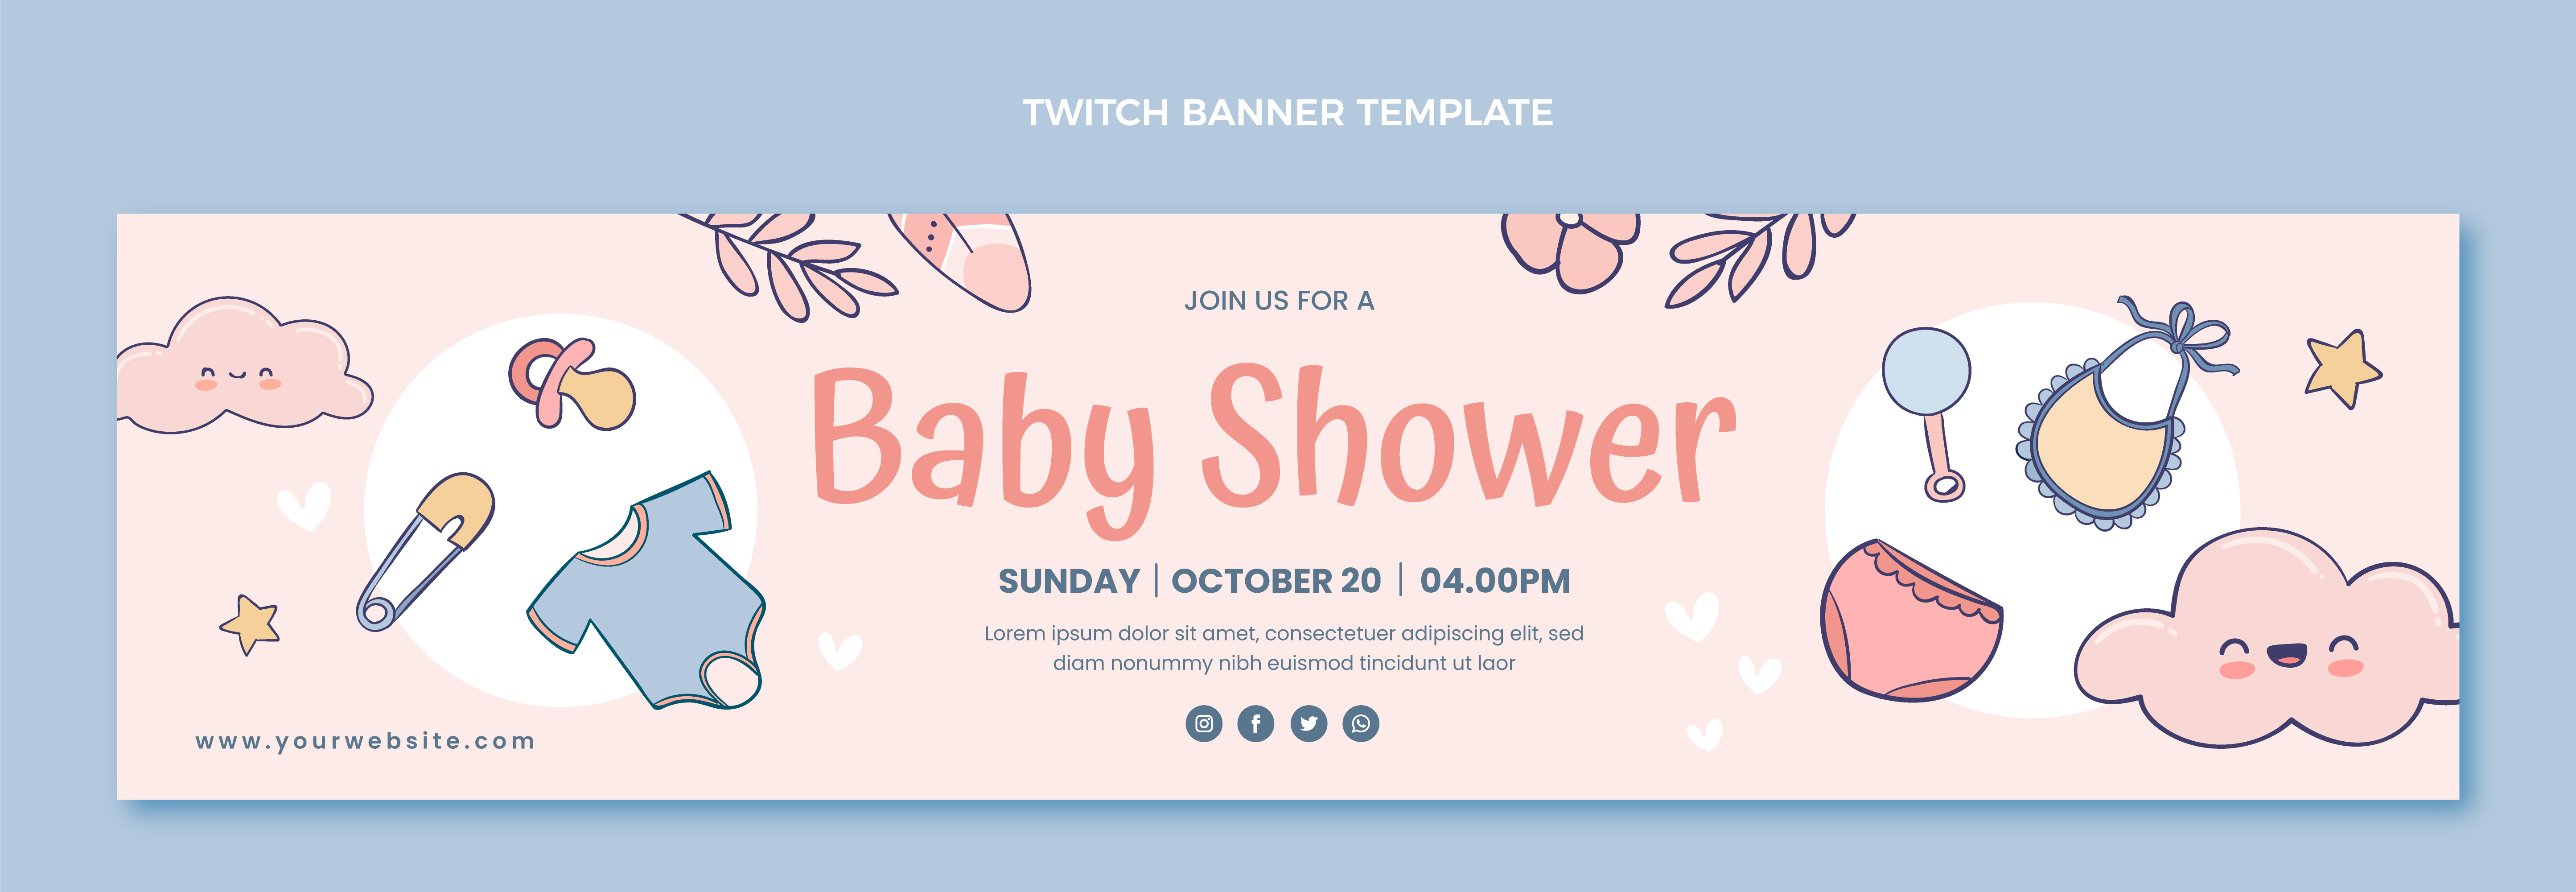 TWITCH BANNER TEMPLATE
JOIN US FOR A
Baby Shower
SUNDAY | OCTOBER 20 | 04.00PM
Lorem ipsum dolor sit amet, consectetuer adipiscing elit, sed
diam nonummy nibh euismod tincidunt ut laor
www.yourwebsite.com